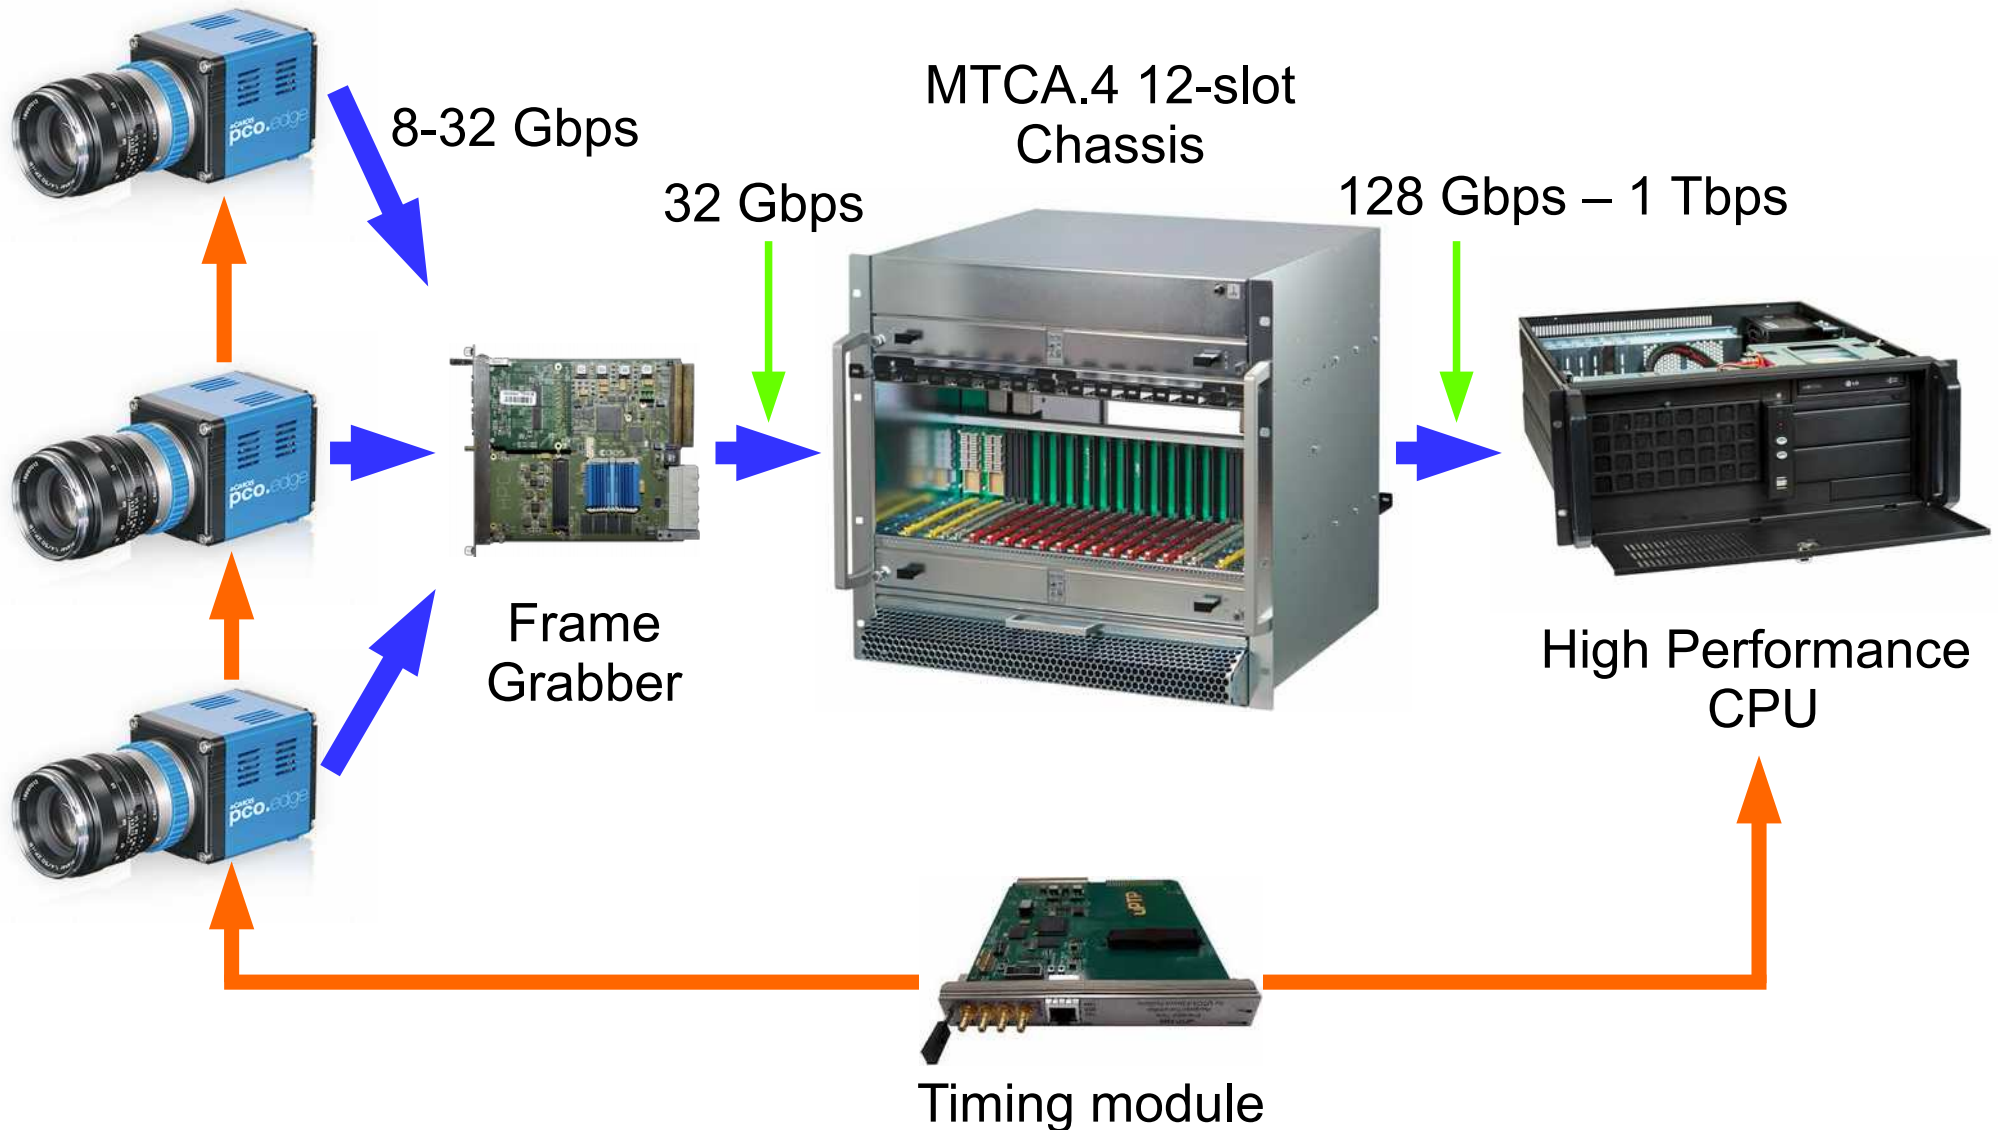 8-32 Gbps
MTCA.4 12-slot
Chassis
32 Gbps
128 Gbps – 1 Tbps
pco.edge
pco.edge
pco.edge
Frame
Grabber
High Performance
CPU
μPTP
Timing module